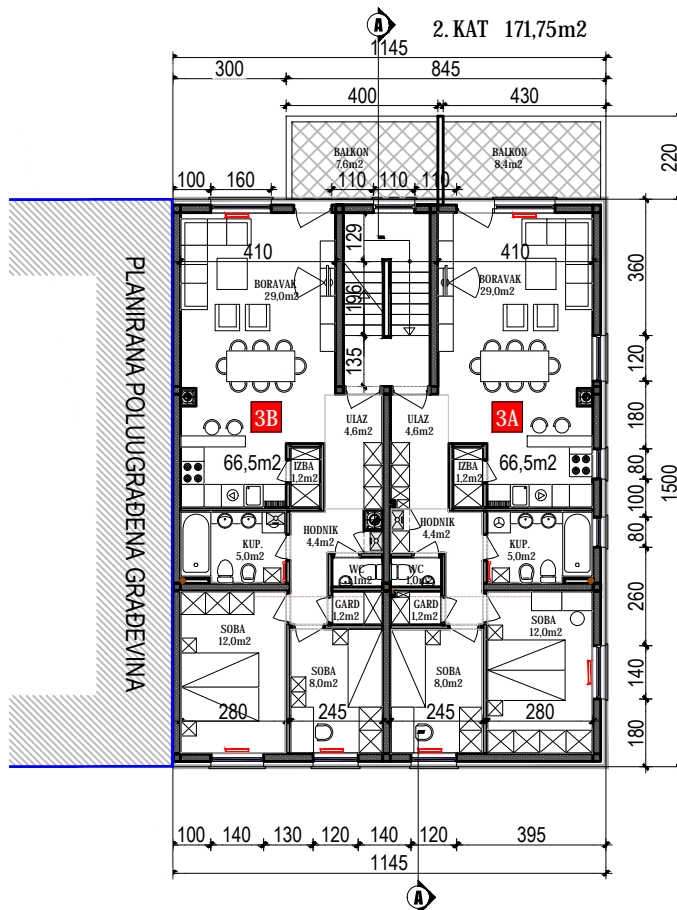 A
2. KAT 171,75m2
1145
300
845
400
430
BALKON
7,6m2
BALKON
8,4m2
220
100
160
110
110
110
129
410
410
BORAVAK
29,0m2
BORAVAK
29,0m2
196
360
135
120
180
3B
3A
ULAZ
4,6m2
ULAZ
4,6m2
66,5m2
66,5m2
IZBA
1,2m2
IZBA
1,2m2
80
100
1500
80
HODNIK
4,4m2
HODNIK
4,4m2
KUP.
5,0m2
KUP.
5,0m2
WC
WC
1,0m2
260
GARD
1,2m2
GARD
1,2m2
SOBA
12,0m2
SOBA
12,0m2
SOBA
8,0m2
SOBA
8,0m2
140
280
245
245
280
180
PLANIRANA POLUUGRAĐENA GRAĐEVINA
100
140
130
120
140
120
395
1145
A